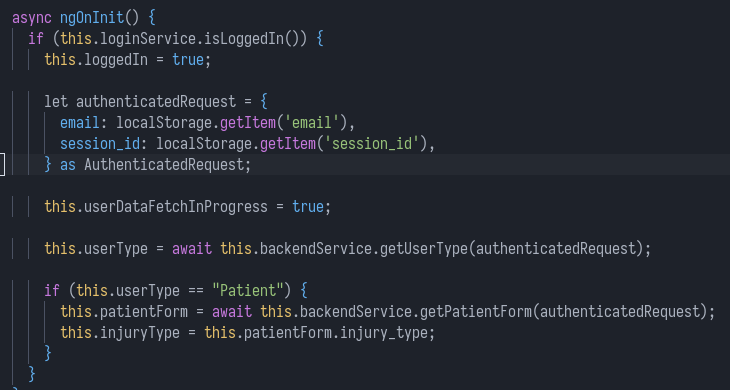 async ngOnInit() {
if (this.loginService.isLoggedIn()) {
this.loggedIn = true;
let authenticatedRequest = {
email: localStorage.getItem('email'),
session_id: localStorage.getItem('session_id'),
} as AuthenticatedRequest;
this.userDataFetchInProgress = true;
this.userType = await this.backendService.getUserType(authenticatedRequest);
if (this.userType == "Patient") {
this.patientForm = await this.backendService.getPatientForm(authenticatedRequest);
this.injuryType = this.patientForm.injury_type;
}
}